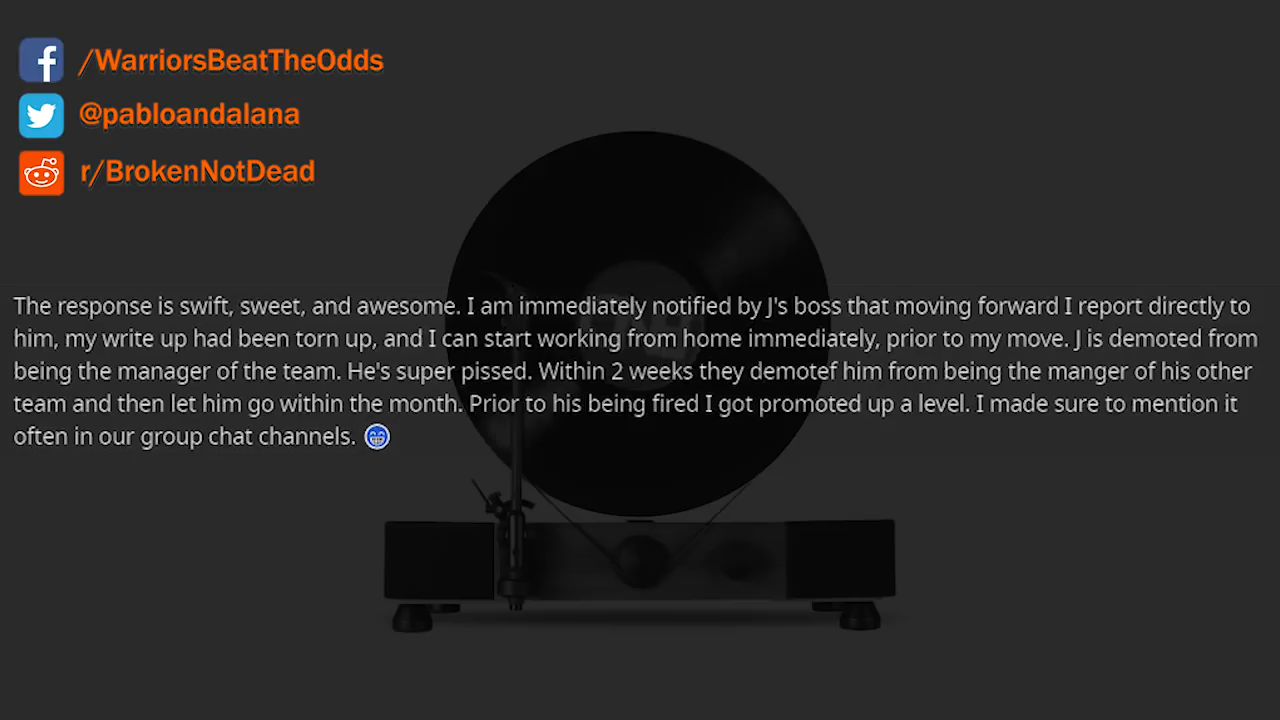 /WarriorsBeatTheOdds
@pabloandalana
r/BrokenNotDead
The response is swift, sweet, and awesome. I am immediately notified by J's boss that moving forward I report directly to
him, my write up had been torn up, and I can start working from home immediately, prior to my move. J is demoted from
being the manager of the team. He's super pissed. Within 2 weeks they demotef him from being the manger of his other
team and then let him go within the month. Prior to his being fired I got promoted up a level. I made sure to mention it
often in our group chat channels. 😁